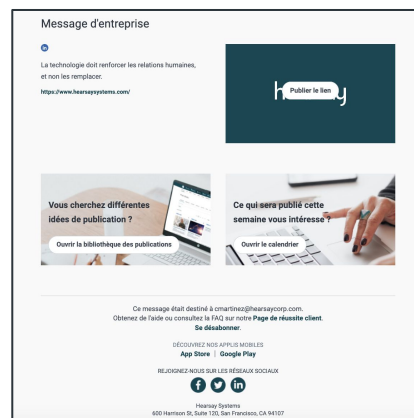 Message d'entreprise
in
La technologie doit renforcer les relations humaines,
et non les remplacer.
https://www.hearsaysystems.com/
Publier le lien
Vous cherchez différentes
idées de publication ?
Ouvrir la bibliothèque des publications
Ce qui sera publié cette
semaine vous intéresse ?
Ouvrir le calendrier
Ce message était destiné à cmartinez@hearsaycorp.com.
Obtenez de l'aide ou consultez la FAQ sur notre Page de réussite client.
Se désabonner.
DÉCOUVREZ NOS APPLIS MOBILES
App Store | Google Play
REJOIGNEZ-NOUS SUR LES RÉSEAUX SOCIAUX
Hearsay Systems
600 Harrison St, Suite 120, San Francisco, CA 94107